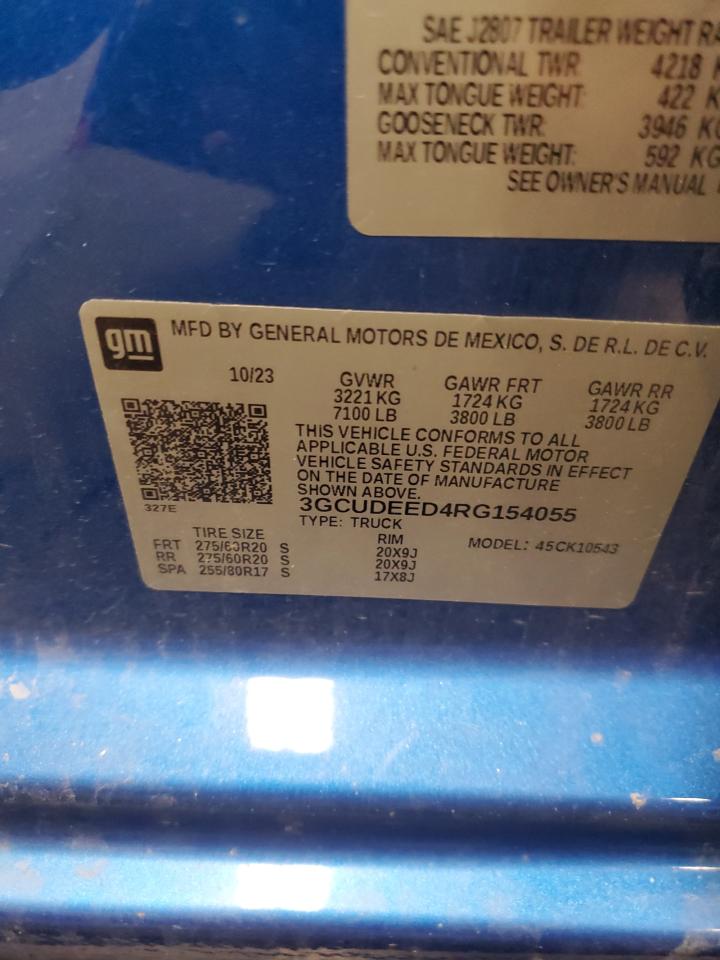 SAE J2807 TRAILER WEIGHT
CONVENTIONAL TWR: 4218
MAX TONGUE WEIGHT: 422
GOOSENECK TWR: 3946 KG
MAX TONGUE WEIGHT: 592 KG
SEE OWNER'S MANUAL
gm MFD BY GENERAL MOTORS DE MEXICO, S. DE R.L. DE C.V.
10/23 GVWR GAWR FRT GAWR RR
3221 KG 1724 KG 1724 KG
7100 LB 3800 LB 3800 LB
THIS VEHICLE CONFORMS TO ALL
APPLICABLE U.S. FEDERAL MOTOR
VEHICLE SAFETY STANDARDS IN EFFECT
ON THE DATE OF MANUFACTURE
SHOWN ABOVE.
327E
3GCUDEED4RG154055
TYPE: TRUCK
TIRE SIZE RIM MODEL: 45CK10543
FRT 275/60R20 S 20X9J
RR 275/60R20 S 20X9J
SPA 255/80R17 S 17X8J